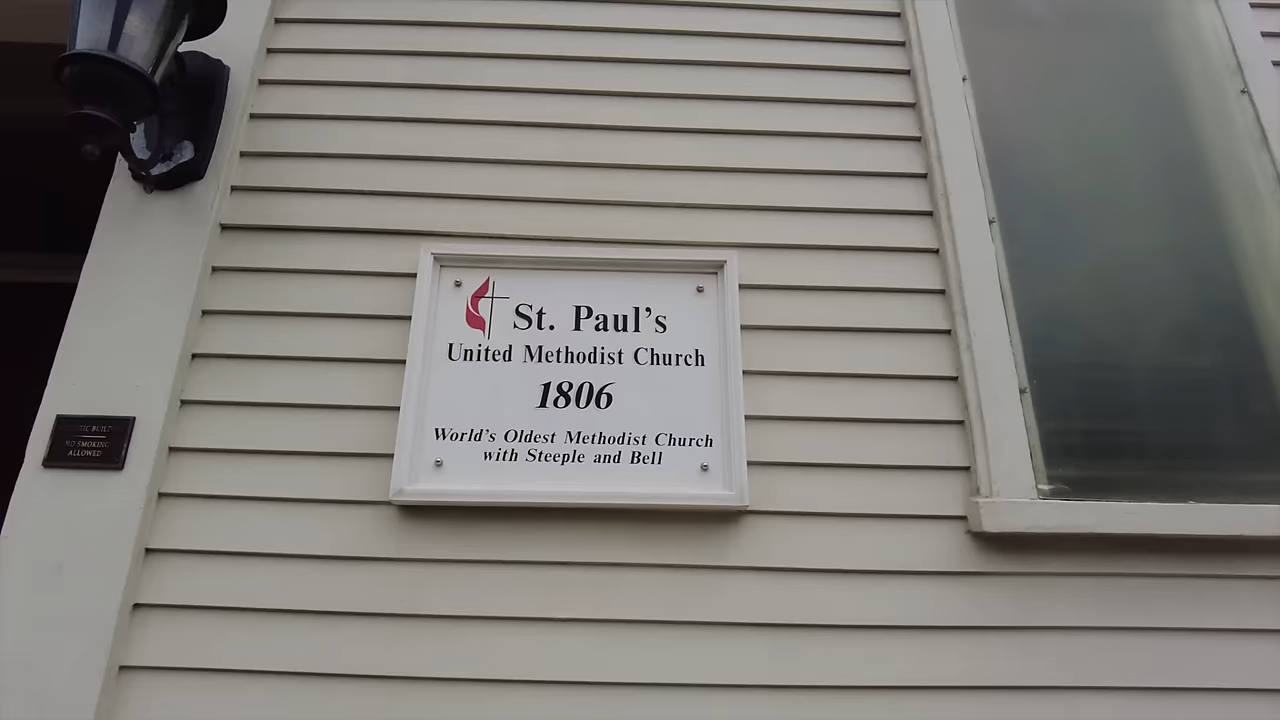 St. Paul's
United Methodist Church
1806
World's Oldest Methodist Church
with Steeple and Bell
NO SMOKING
ALLOWED